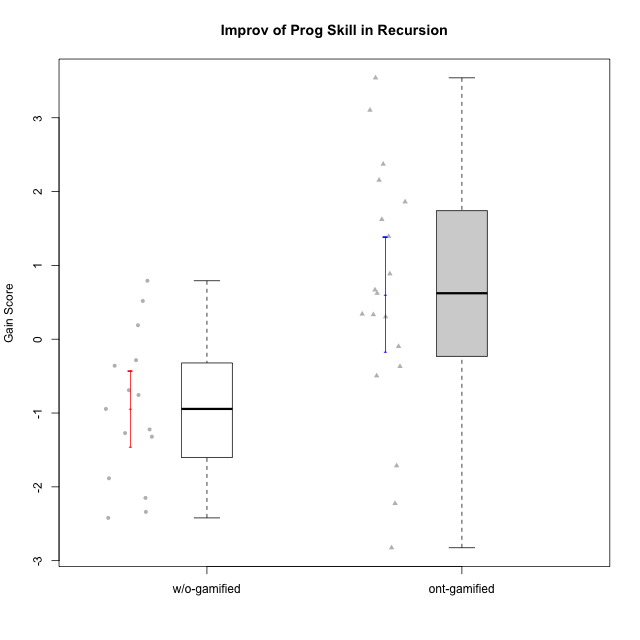 Improv of Prog Skill in Recursion
Gain Score
3
2
1
0
-1
-2
-3
w/o-gamified
ont-gamified